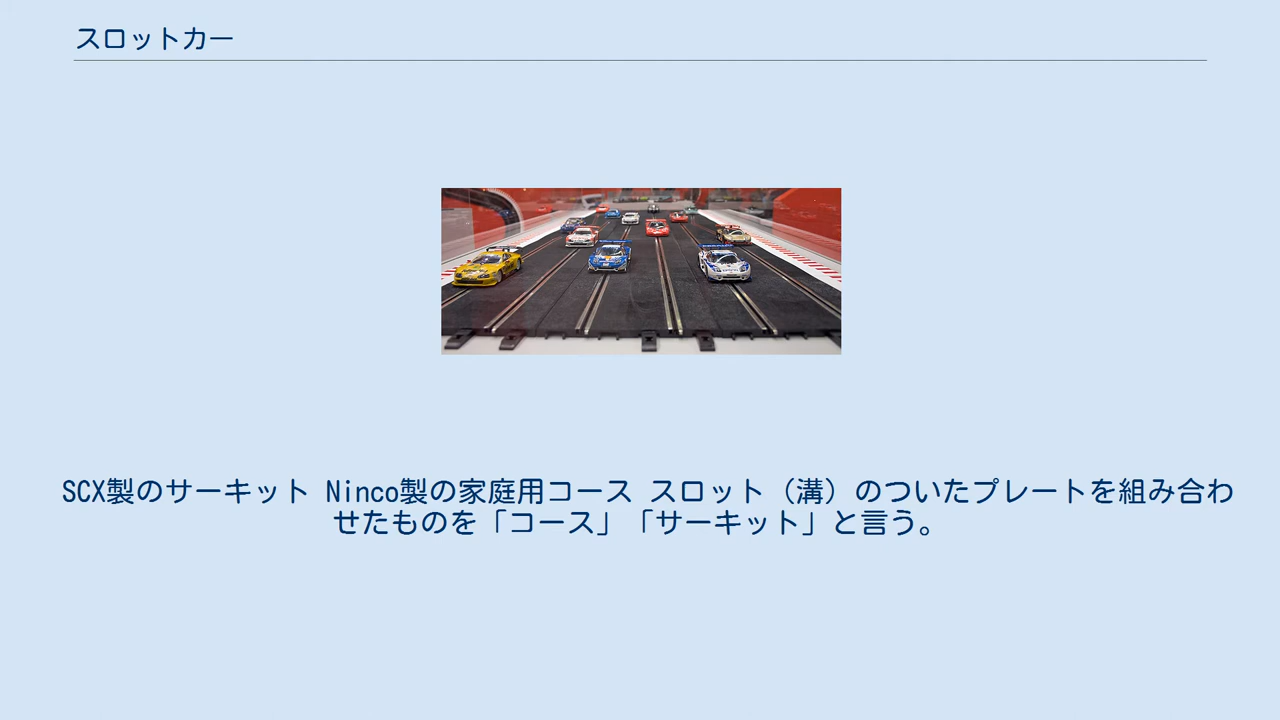 スロットカー
SCX製のサーキット Ninco製の家庭用コース スロット（溝）のついたプレートを組み合わ
せたものを「コース」「サーキット」と言う。